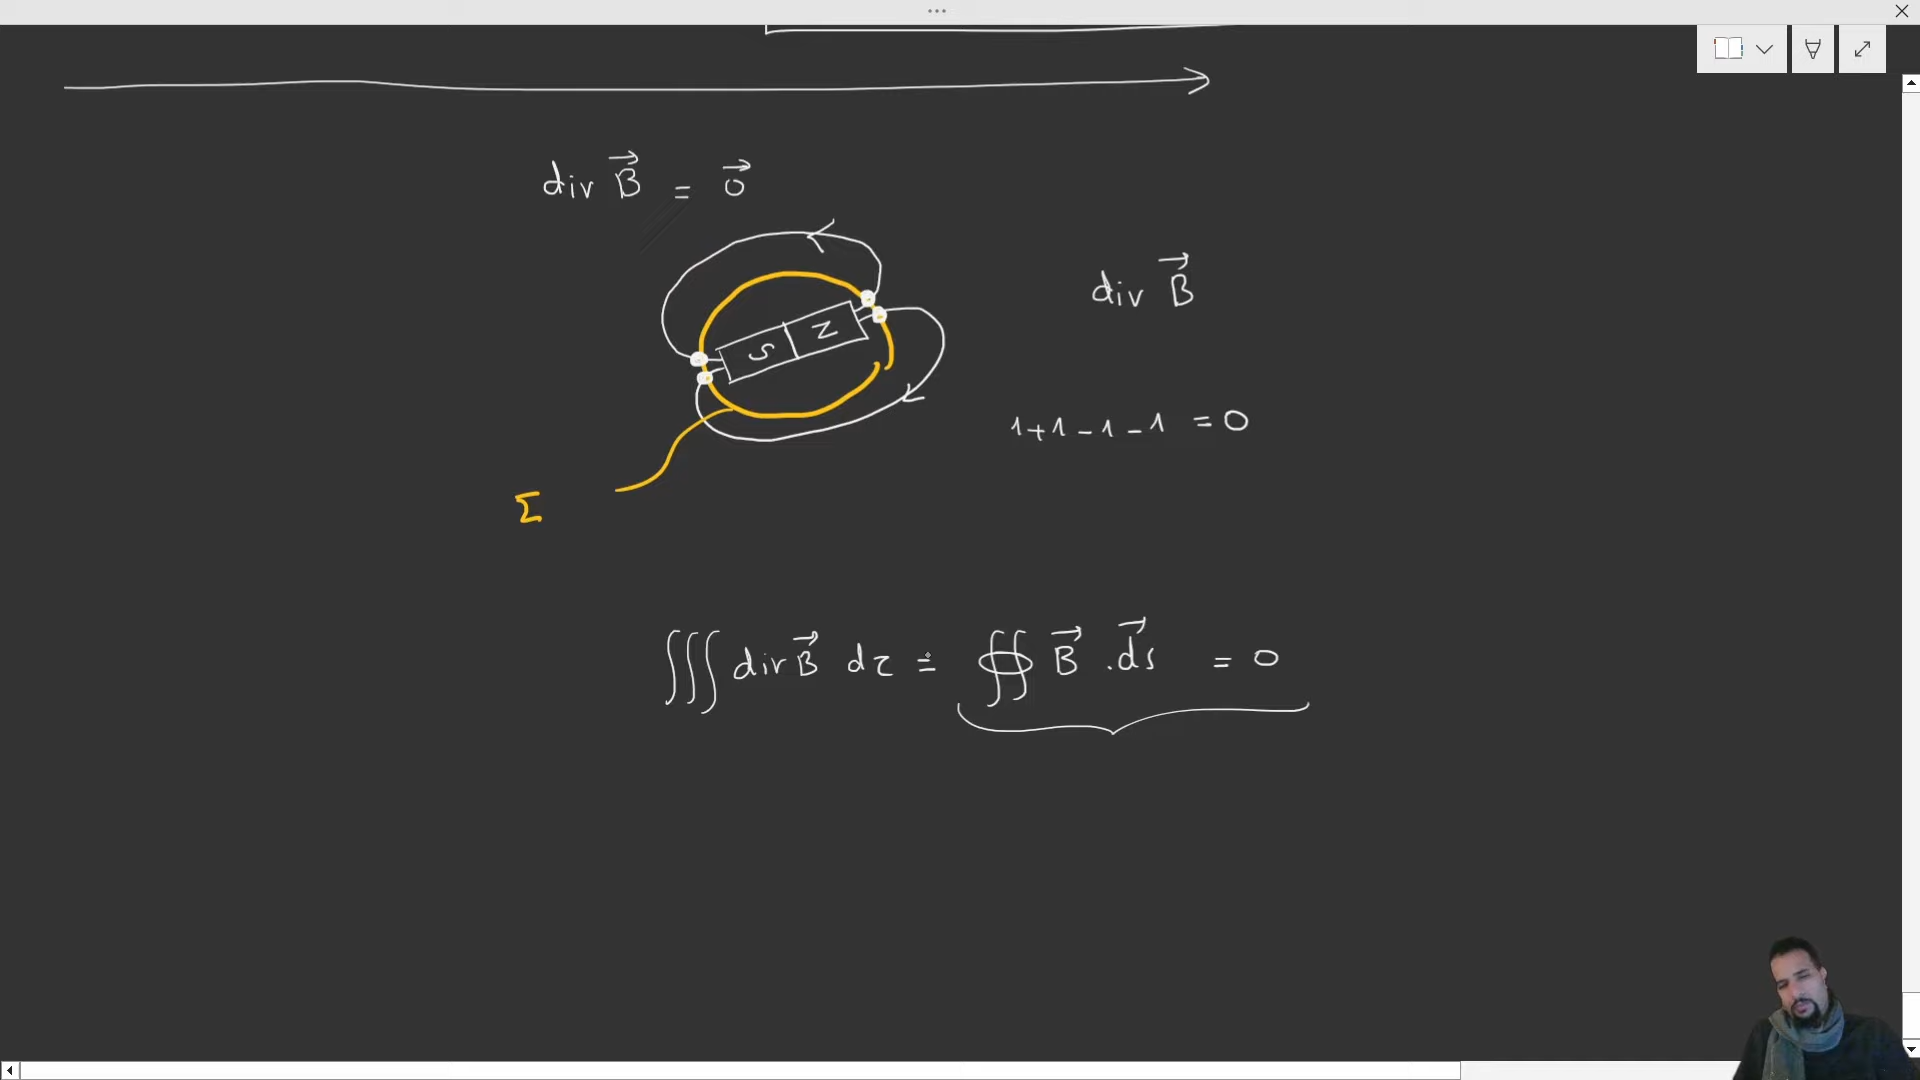 div B⃗ = 0⃗
S N
div B⃗
1+1-1-1 = 0
Σ
∭ div B⃗ dτ = ∯ B⃗ . ds⃗ = 0